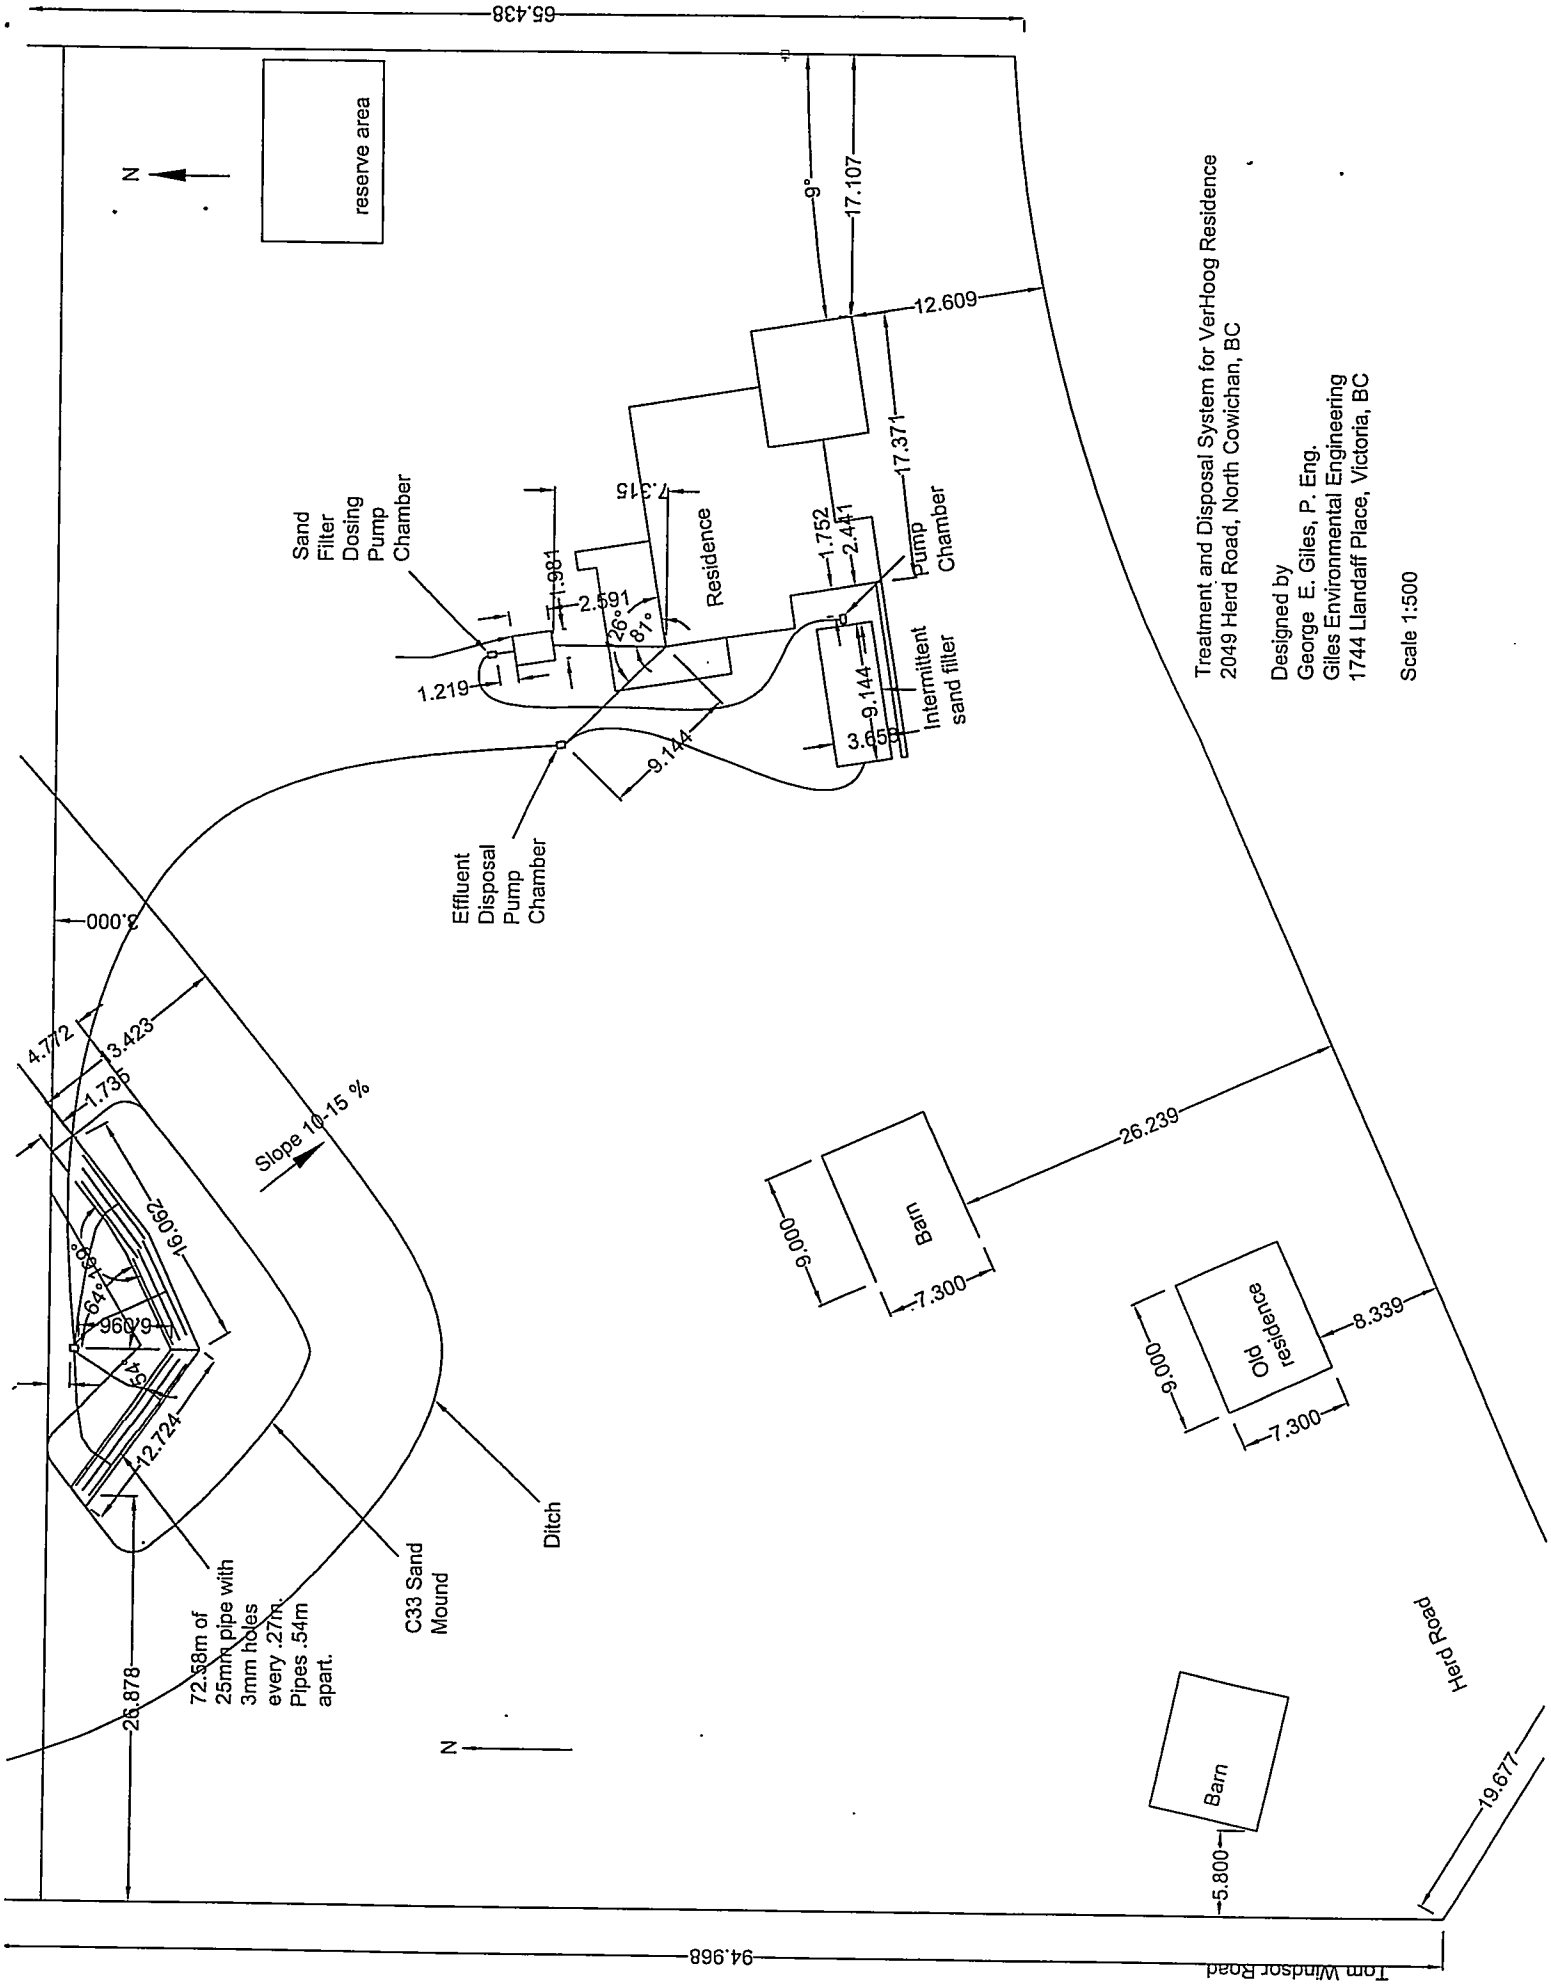 65.438
N
reserve area
9°
17.107
12.609
17.371
Sand
Filter
Dosing
Pump
Chamber
7.315
1.981
2.591
26°
81°
Residence
1.752
2.441
Pump
Chamber
1.219
9.144
9.144
3.658
Intermittent
sand filter
Effluent
Disposal
Pump
Chamber
3.000
4.772
1.735
Slope 10-15 %
16.062
64°
6.096
54°
12.724
26.878
72.58m of
25mm pipe with
3mm holes
every .27m.
Pipes .54m
apart.
C33 Sand
Mound
Ditch
N
9.000
7.300
Barn
26.239
9.000
7.300
Old
residence
8.339
Barn
5.800
Herd Road
19.677
94.968
Tom Windsor Road
Treatment and Disposal System for VerHoog Residence
2049 Herd Road, North Cowichan, BC
Designed by
George E. Giles, P. Eng.
Giles Environmental Engineering
1744 Llandaff Place, Victoria, BC
Scale 1:500